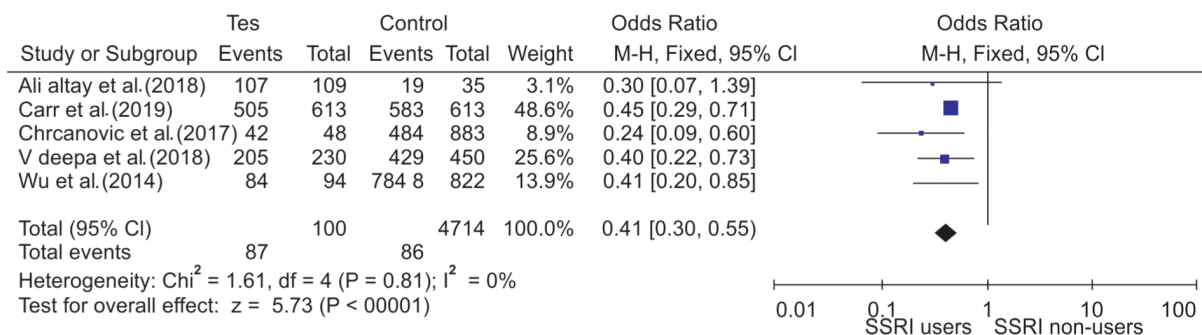 Tes Control Odds Ratio Odds Ratio
Study or Subgroup Events Total Events Total Weight M-H, Fixed, 95% CI M-H, Fixed, 95% CI
Ali altay et al.(2018) 107 109 19 35 3.1% 0.30 [0.07, 1.39]
Carr et al.(2019) 505 613 583 613 48.6% 0.45 [0.29, 0.71]
Chrcanovic et al.(2017) 42 48 484 883 8.9% 0.24 [0.09, 0.60]
V deepa et al.(2018) 205 230 429 450 25.6% 0.40 [0.22, 0.73]
Wu et al.(2014) 84 94 784 8 822 13.9% 0.41 [0.20, 0.85]
Total (95% CI) 100 4714 100.0% 0.41 [0.30, 0.55)
Total events 87 86
Heterogeneity: Chi² = 1.61, df = 4 (P = 0.81); I² = 0%
Test for overall effect: z = 5.73 (P < 00001)
0.01 0.1 1 10 100
SSRI users SSRI non-users